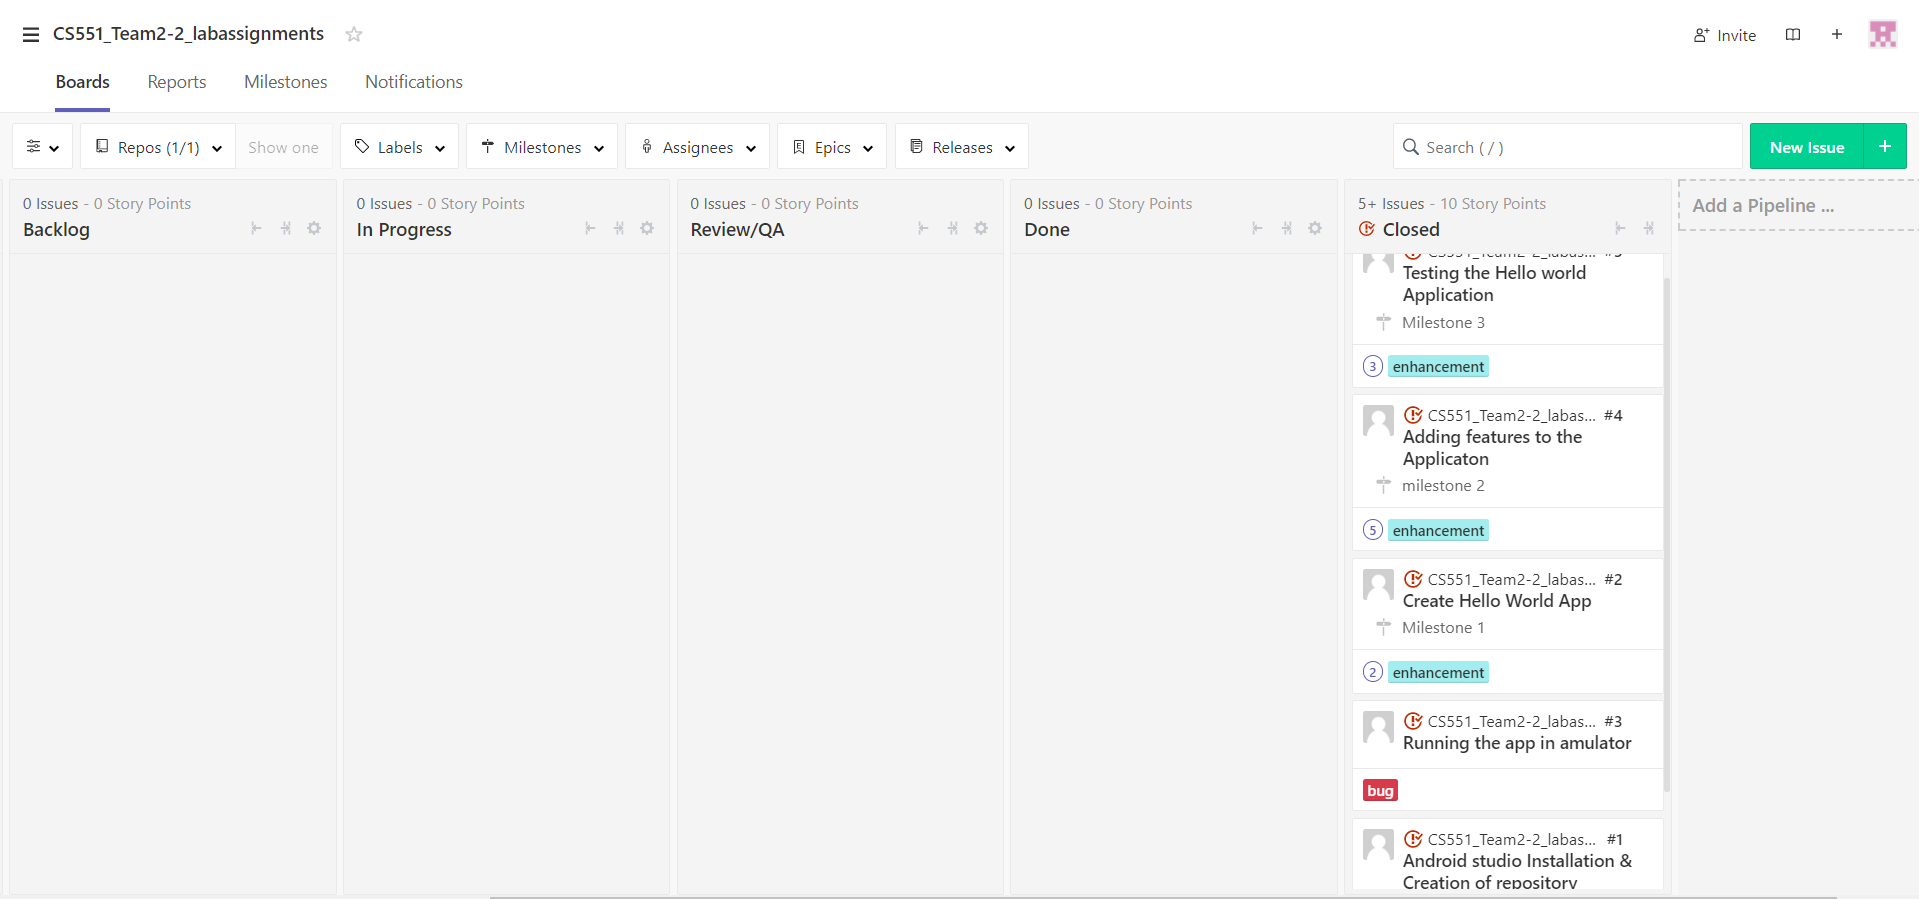 CS551_Team2-2_labassignments
Invite
Boards Reports Milestones Notifications
Repos (1/1) Show one Labels Milestones Assignees Epics Releases Search ( / ) New Issue +
0 Issues - 0 Story Points
Backlog
0 Issues - 0 Story Points
In Progress
0 Issues - 0 Story Points
Review/QA
0 Issues - 0 Story Points
Done
5+ Issues - 10 Story Points
Closed
CS551_Team2-2_labas...
Testing the Hello world
Application
Milestone 3
3 enhancement
CS551_Team2-2_labas... #4
Adding features to the
Applicaton
milestone 2
5 enhancement
CS551_Team2-2_labas... #2
Create Hello World App
Milestone 1
2 enhancement
CS551_Team2-2_labas... #3
Running the app in amulator
bug
CS551_Team2-2_labas... #1
Android studio Installation &
Creation of repository
Add a Pipeline ...